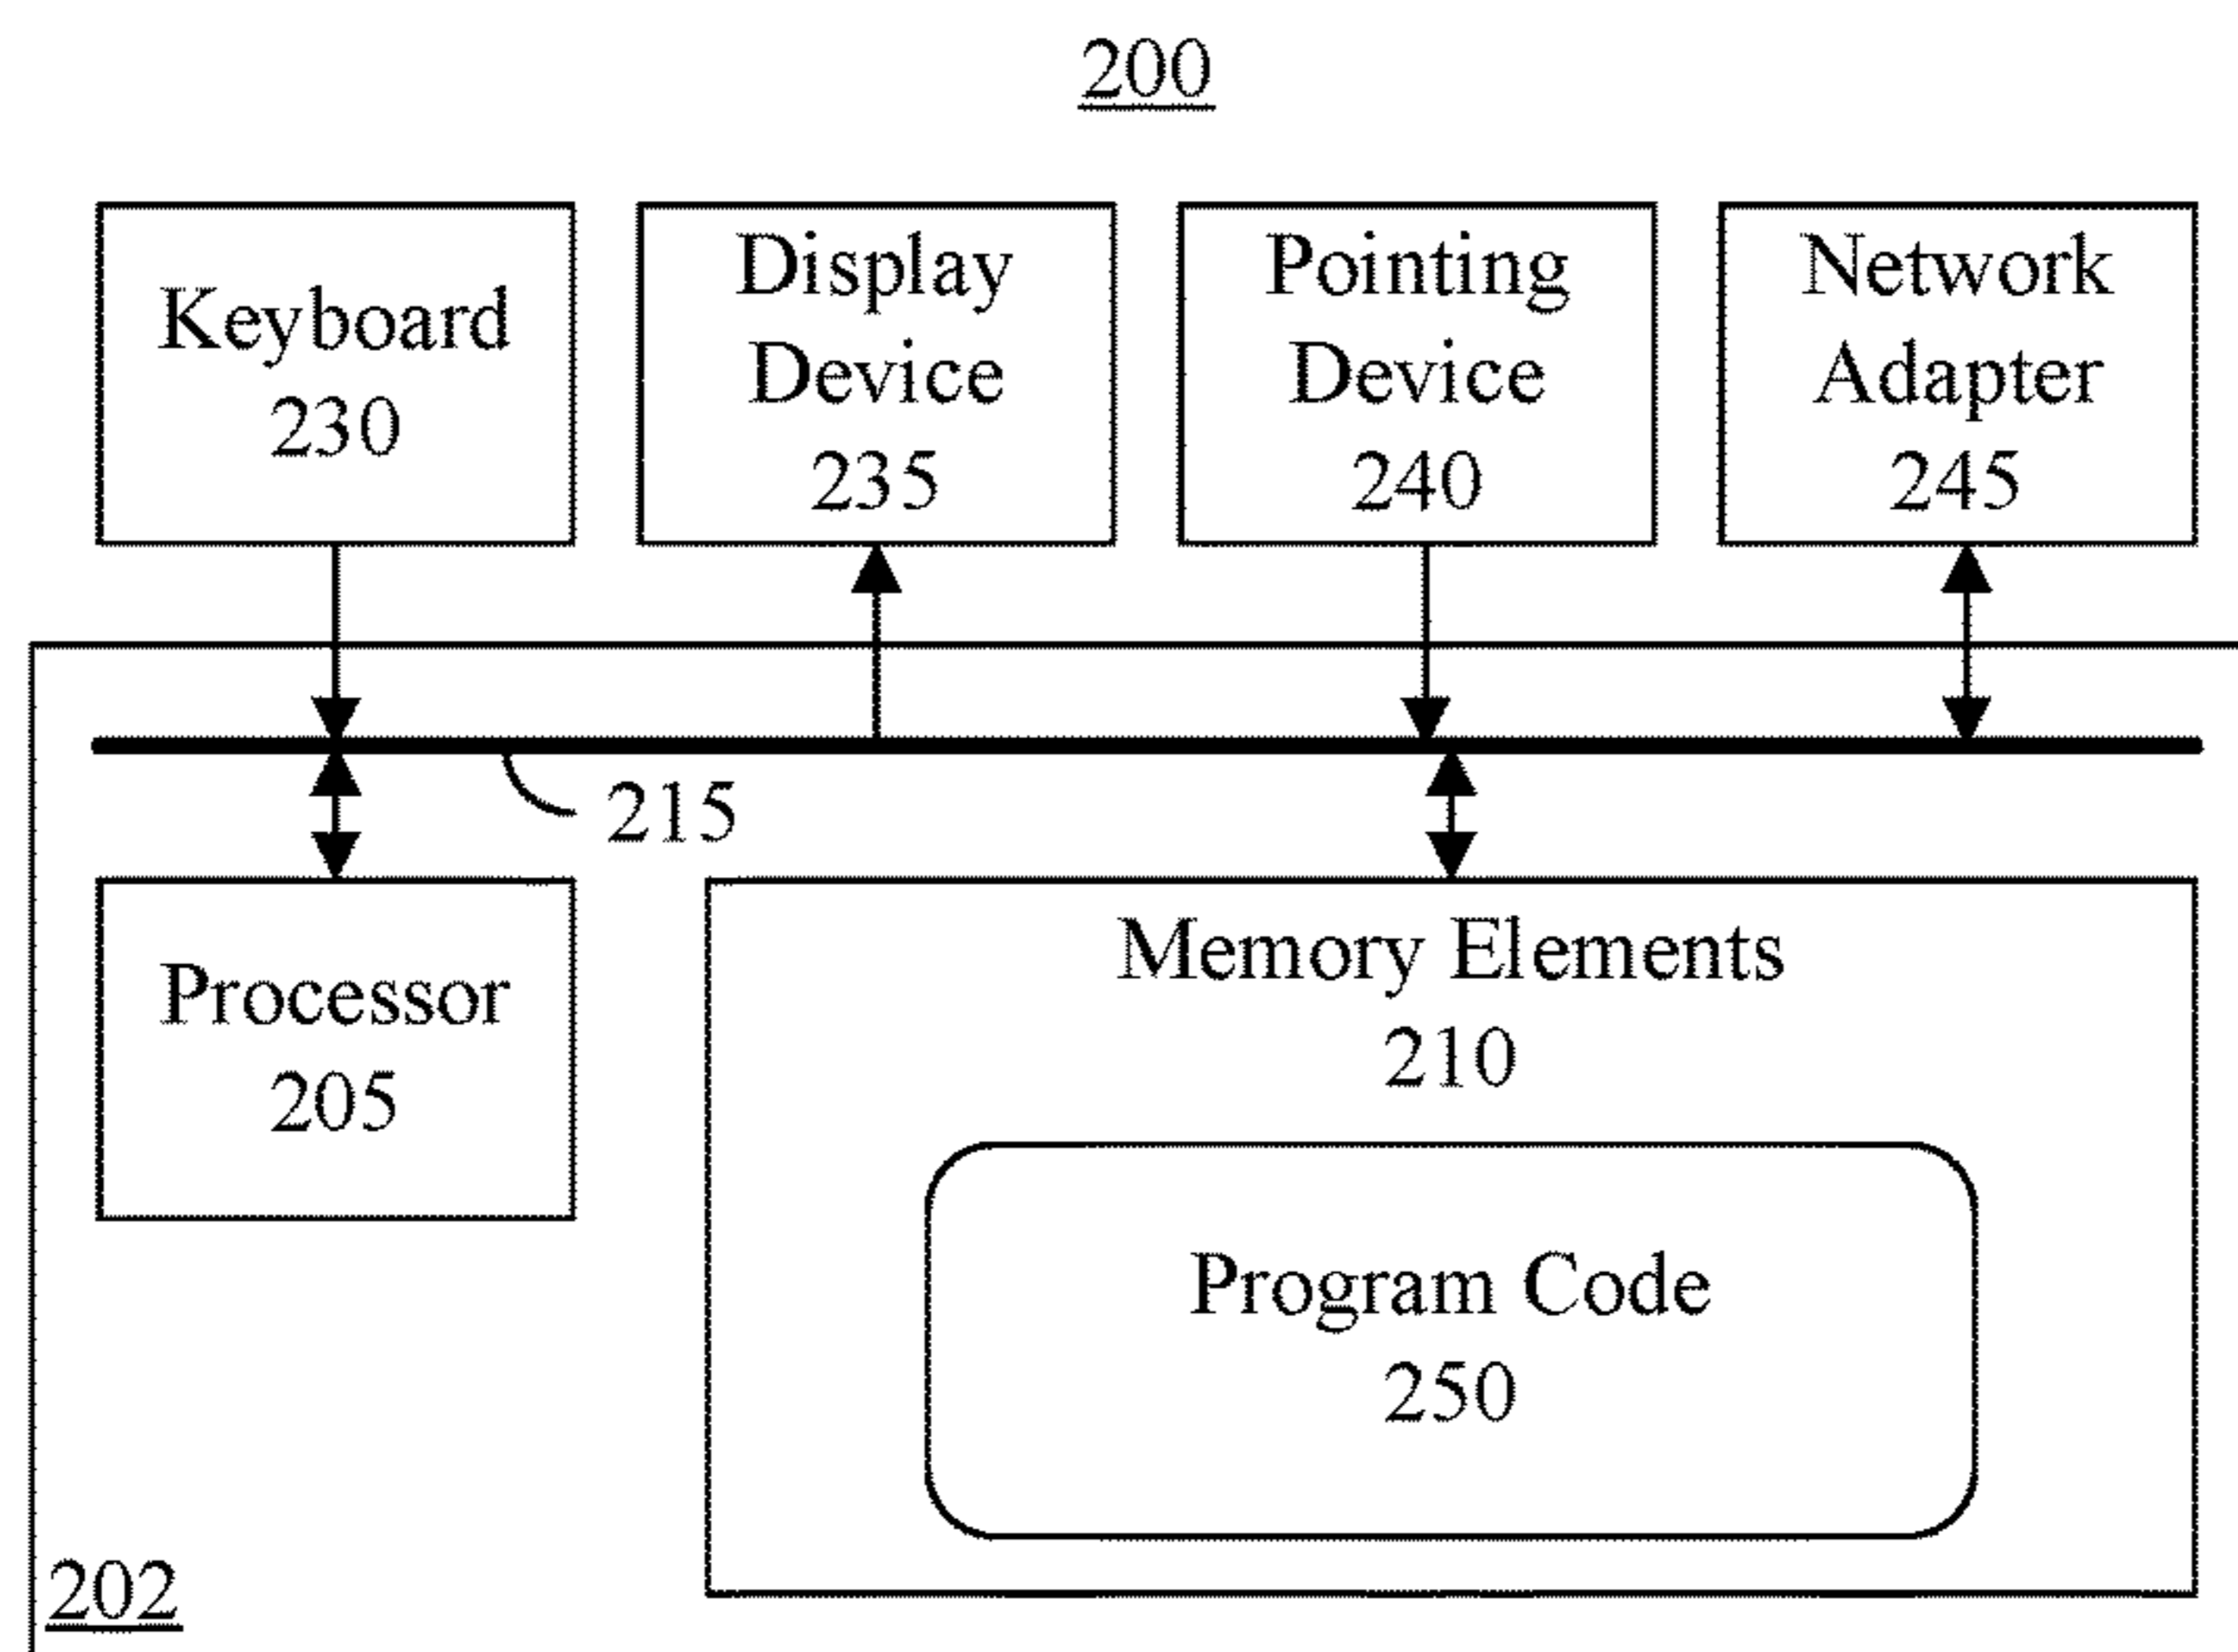 200
Keyboard
230
Display
Device
235
Pointing
Device
240
Network
Adapter
245
215
Processor
205
Memory Elements
210
Program Code
250
202